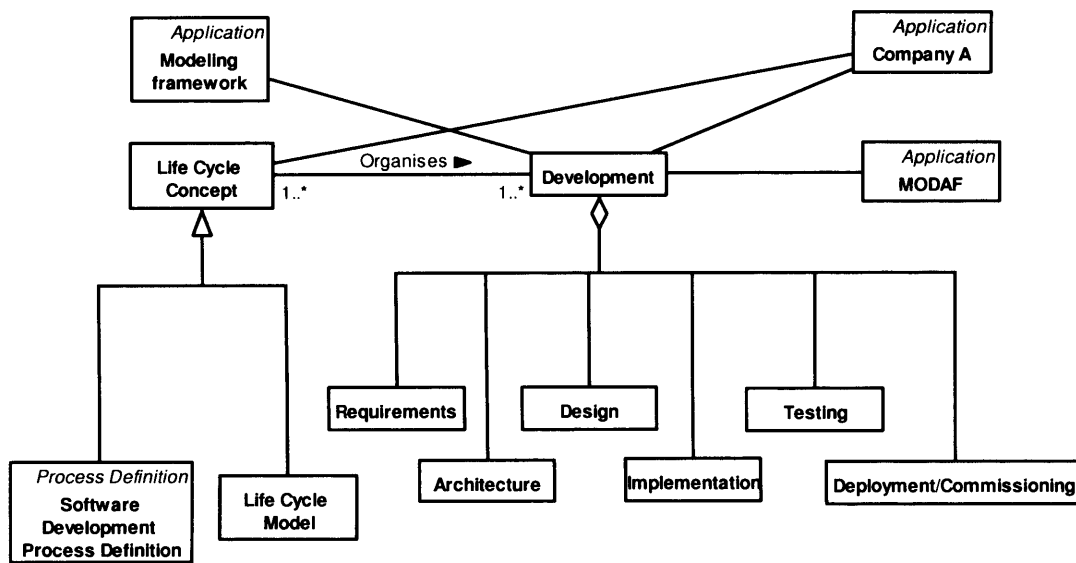 Application
Modeling
framework
Application
Company A
Life Cycle
Concept
Organises ►
1..*
1..*
Development
Application
MODAF
Requirements
Design
Testing
Process Definition
Software
Development
Process Definition
Life Cycle
Model
Architecture
Implementation
Deployment/Commissioning